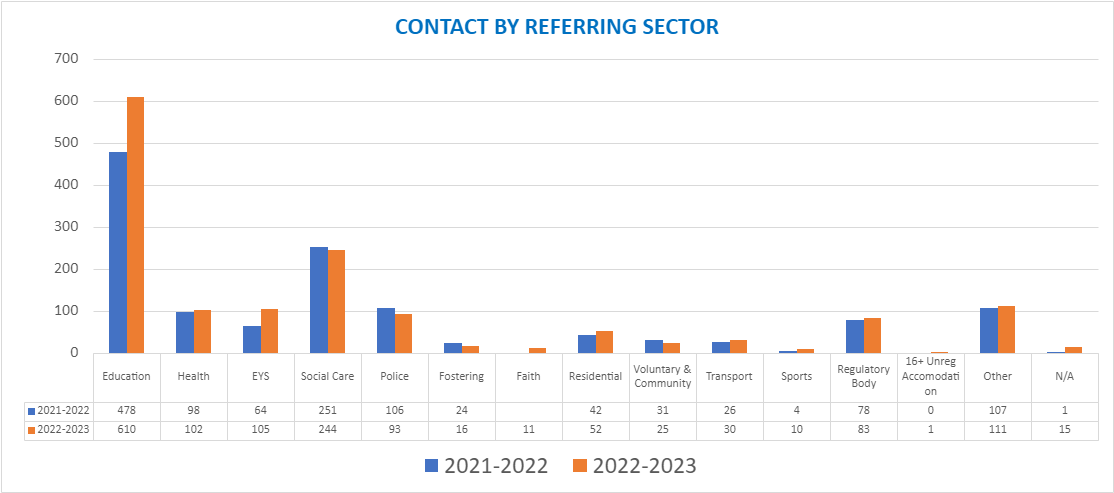 CONTACT BY REFERRING SECTOR
700
600
500
400
300
200
100
0
Education Health EYS Social Care Police Fostering Faith Residential Voluntary & Community Transport Sports Regulatory Body 16+ Unreg Accomodati on Other N/A
2021-2022 478 98 64 251 106 24 42 31 26 4 78 0 107 1
2022-2023 610 102 105 244 93 16 11 52 25 30 10 83 1 111 15
2021-2022 2022-2023